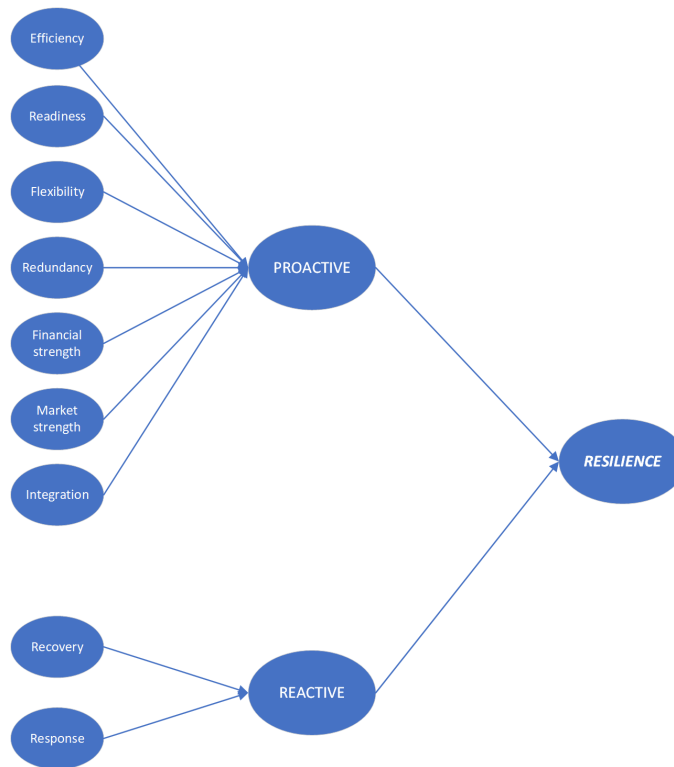 Efficiency
Readiness
Flexibility
Redundancy
Financial
strength
Market
strength
Integration
PROACTIVE
RESILIENCE
Recovery
Response
REACTIVE